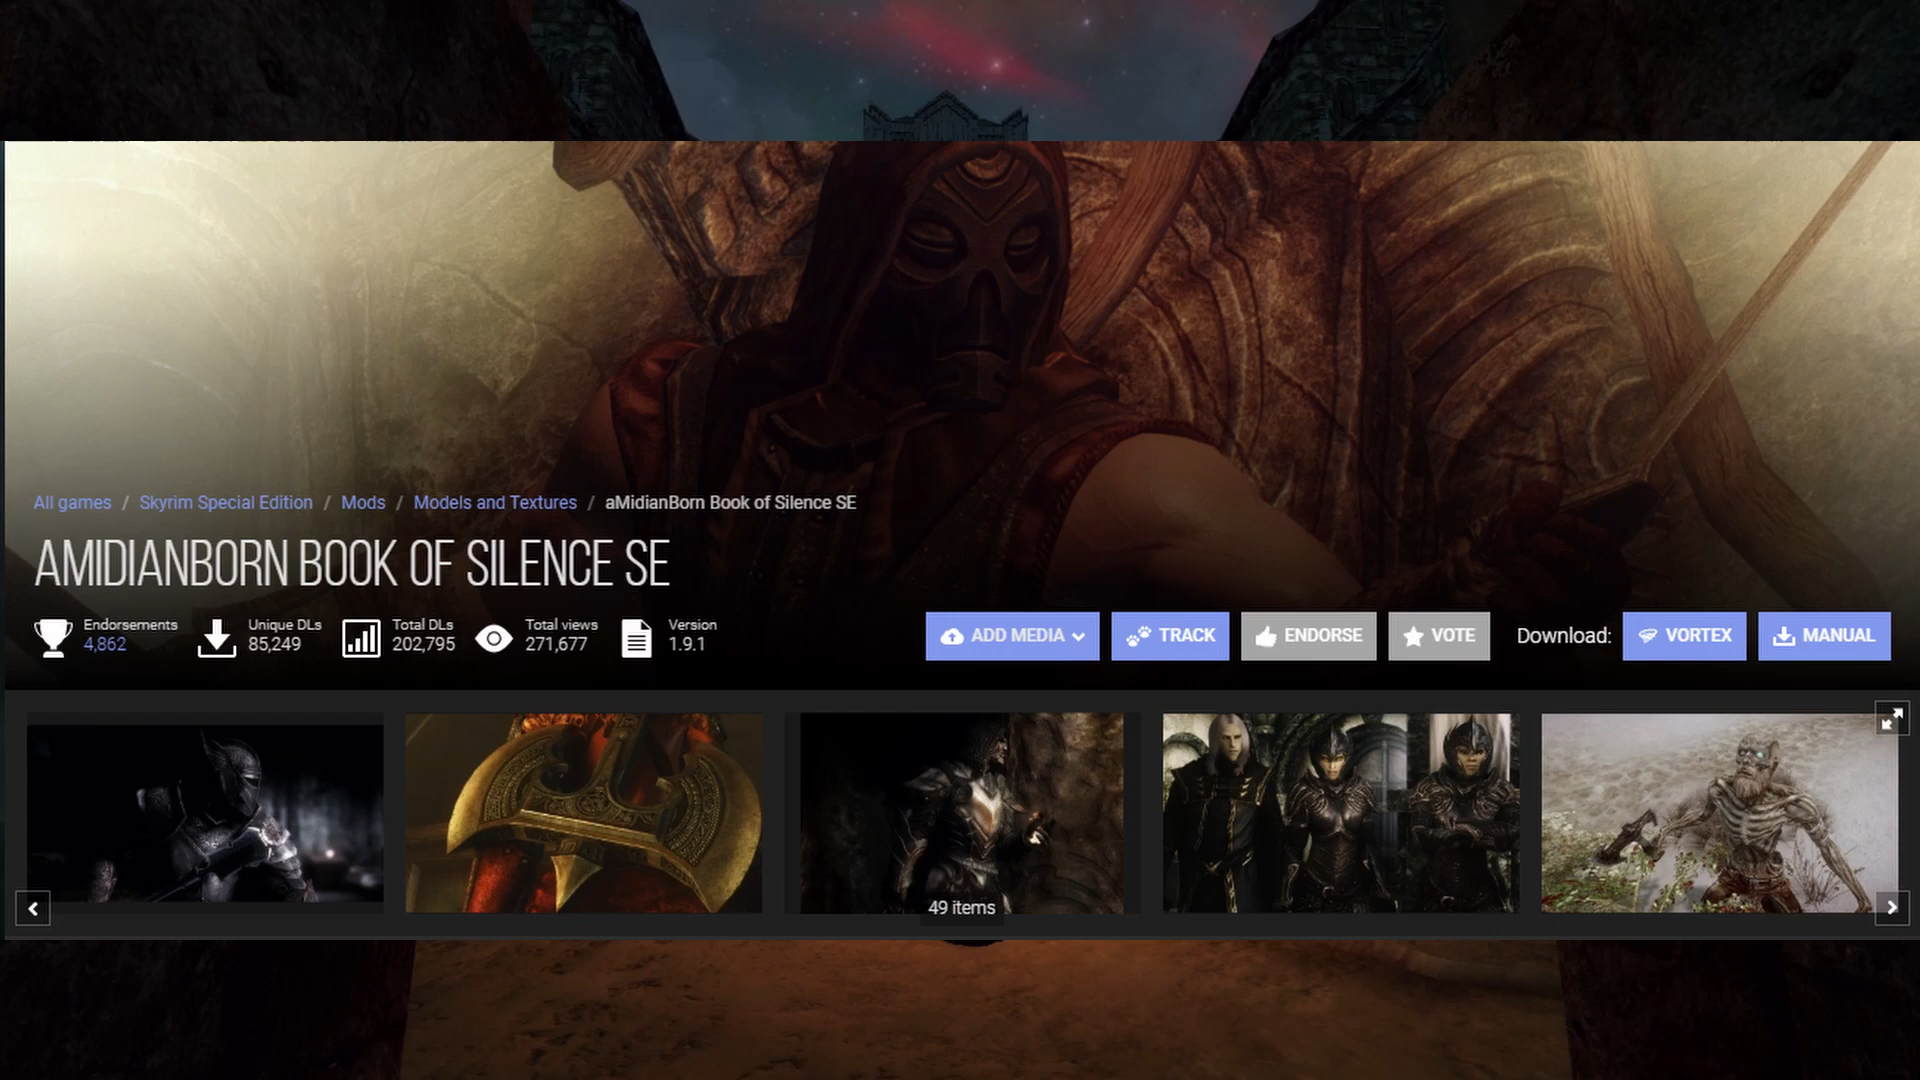 All games / Skyrim Special Edition / Mods / Models and Textures / aMidianBorn Book of Silence SE
AMIDIANBORN BOOK OF SILENCE SE
Endorsements Unique DLs Total DLs Total views Version
4,862 85,249 202,795 271,677 1.9.1
ADD MEDIA TRACK ENDORSE VOTE Download: VORTEX MANUAL
49 items